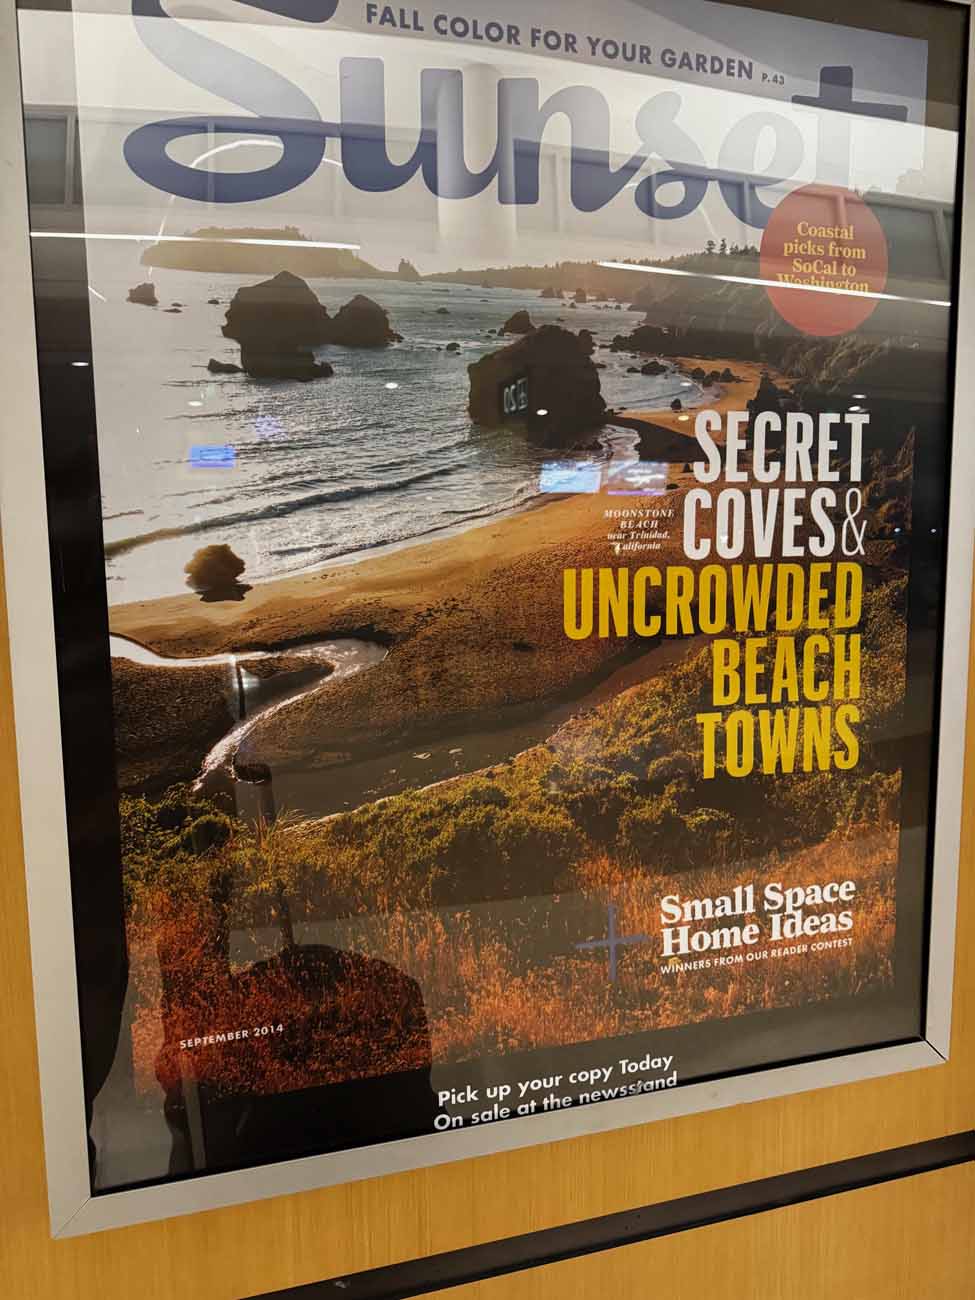 FALL COLOR FOR YOUR GARDEN P. 43
Sunset
Coastal
picks from
SoCal to
Washington
SECRET
COVES &
UNCROWDED
BEACH
TOWNS
MOONSTONE
BEACH
near Trinidad,
California
Small Space
Home Ideas
WINNERS FROM OUR READER CONTEST
SEPTEMBER 2014
Pick up your copy Today
On sale at the newsstand